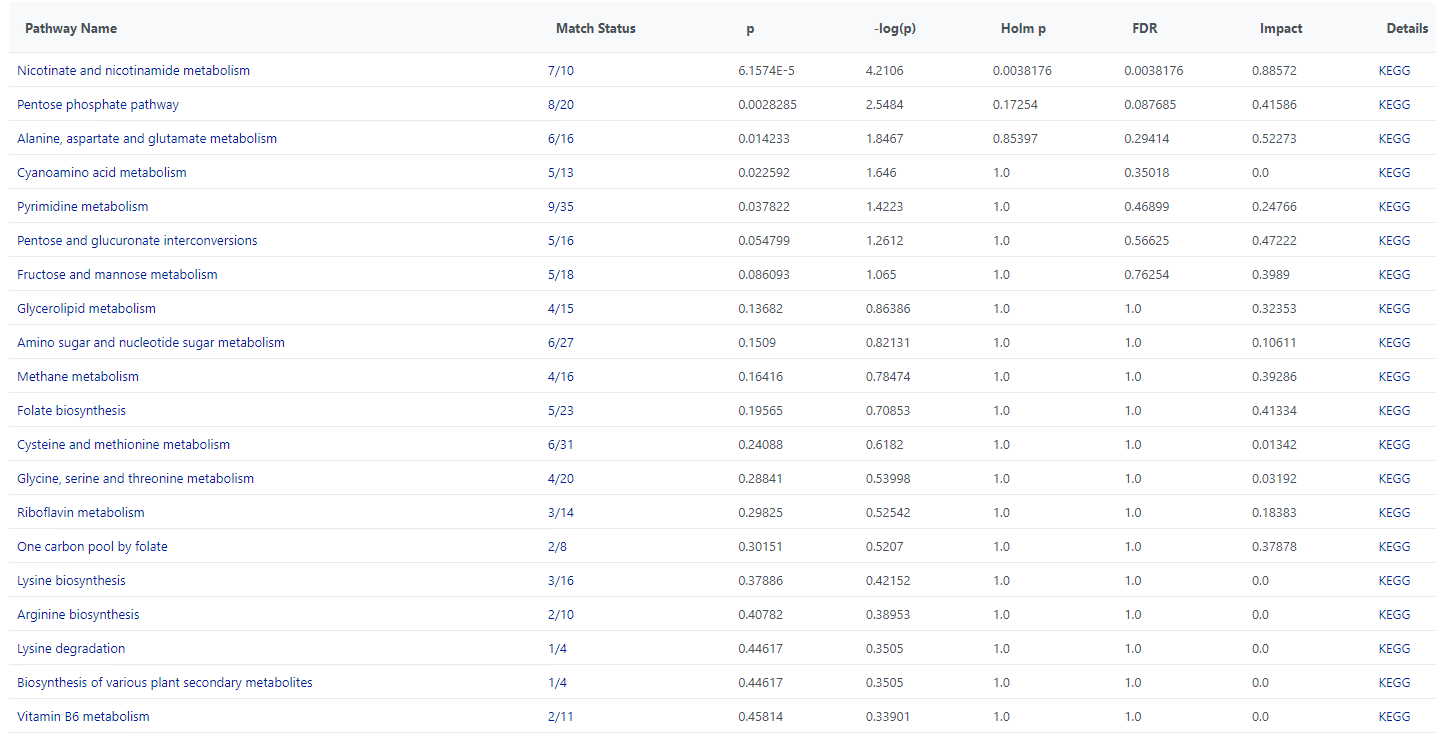 Pathway Name Match Status p -log(p) Holm p FDR Impact Details
Nicotinate and nicotinamide metabolism 7/10 6.1574E-5 4.2106 0.0038176 0.0038176 0.88572 KEGG
Pentose phosphate pathway 8/20 0.0028285 2.5484 0.17254 0.087685 0.41586 KEGG
Alanine, aspartate and glutamate metabolism 6/16 0.014233 1.8467 0.85397 0.29414 0.52273 KEGG
Cyanoamino acid metabolism 5/13 0.022592 1.646 1.0 0.35018 0.0 KEGG
Pyrimidine metabolism 9/35 0.037822 1.4223 1.0 0.46899 0.24766 KEGG
Pentose and glucuronate interconversions 5/16 0.054799 1.2612 1.0 0.56625 0.47222 KEGG
Fructose and mannose metabolism 5/18 0.086093 1.065 1.0 0.76254 0.3989 KEGG
Glycerolipid metabolism 4/15 0.13682 0.86386 1.0 1.0 0.32353 KEGG
Amino sugar and nucleotide sugar metabolism 6/27 0.1509 0.82131 1.0 1.0 0.10611 KEGG
Methane metabolism 4/16 0.16416 0.78474 1.0 1.0 0.39286 KEGG
Folate biosynthesis 5/23 0.19565 0.70853 1.0 1.0 0.41334 KEGG
Cysteine and methionine metabolism 6/31 0.24088 0.6182 1.0 1.0 0.01342 KEGG
Glycine, serine and threonine metabolism 4/20 0.28841 0.53998 1.0 1.0 0.03192 KEGG
Riboflavin metabolism 3/14 0.29825 0.52542 1.0 1.0 0.18383 KEGG
One carbon pool by folate 2/8 0.30151 0.5207 1.0 1.0 0.37878 KEGG
Lysine biosynthesis 3/16 0.37886 0.42152 1.0 1.0 0.0 KEGG
Arginine biosynthesis 2/10 0.40782 0.38953 1.0 1.0 0.0 KEGG
Lysine degradation 1/4 0.44617 0.3505 1.0 1.0 0.0 KEGG
Biosynthesis of various plant secondary metabolites 1/4 0.44617 0.3505 1.0 1.0 0.0 KEGG
Vitamin B6 metabolism 2/11 0.45814 0.33901 1.0 1.0 0.0 KEGG